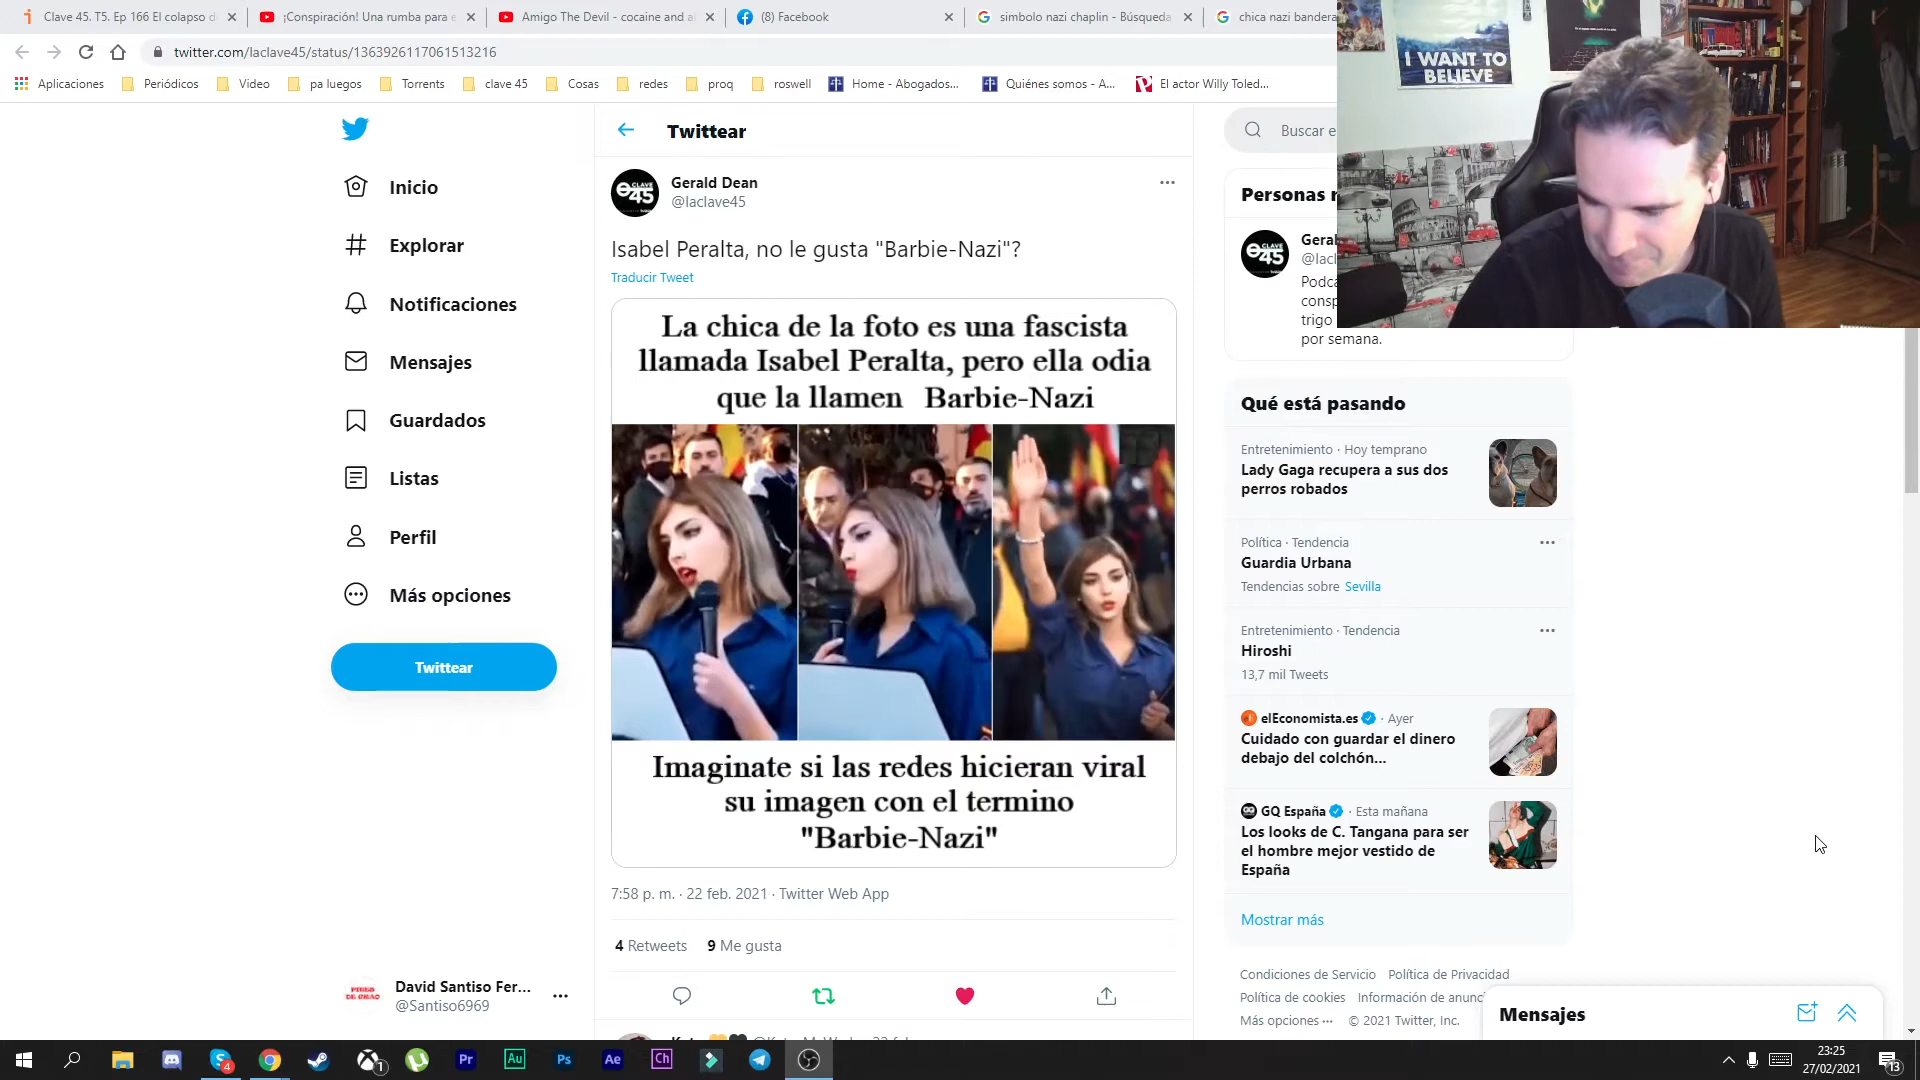 Clave 45. T5. Ep 166 El colapso d
¡Conspiración! Una rumba para e
Amigo The Devil - cocaine and a
(8) Facebook
simbolo nazi chaplin - Búsqueda
chica nazi bandera
twitter.com/laclave45/status/1363926117061513216
Aplicaciones
Periódicos
Video
pa luegos
Torrents
clave 45
Cosas
redes
proq
roswell
Home - Abogados...
Quiénes somos - A...
El actor Willy Toled...
I WANT TO
BELIEVE
Inicio
Explorar
Notificaciones
Mensajes
Guardados
Listas
Perfil
Más opciones
Twittear
David Santiso Fer...
@Santiso6969
Twittear
Gerald Dean
@laclave45
Isabel Peralta, no le gusta "Barbie-Nazi"?
Traducir Tweet
La chica de la foto es una fascista
llamada Isabel Peralta, pero ella odia
que la llamen Barbie-Nazi
Imaginate si las redes hicieran viral
su imagen con el termino
"Barbie-Nazi"
7:58 p. m. · 22 feb. 2021 · Twitter Web App
4 Retweets 9 Me gusta
Buscar e
Personas r
Geral
@lacl
Podca
consp
trigo
por semana.
Qué está pasando
Entretenimiento · Hoy temprano
Lady Gaga recupera a sus dos
perros robados
Política · Tendencia
Guardia Urbana
Tendencias sobre Sevilla
Entretenimiento · Tendencia
Hiroshi
13,7 mil Tweets
elEconomista.es · Ayer
Cuidado con guardar el dinero
debajo del colchón...
GQ España · Esta mañana
Los looks de C. Tangana para ser
el hombre mejor vestido de
España
Mostrar más
Condiciones de Servicio Política de Privacidad
Política de cookies Información de anunc
Más opciones ··· © 2021 Twitter, Inc.
Mensajes
4
1
Pr
Au
Ps
Ae
Ch
23:25
27/02/2021
13